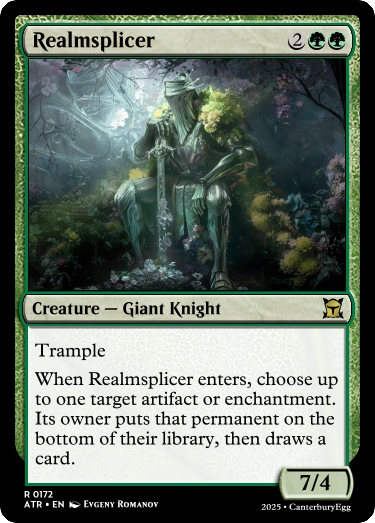 Realmsplicer 2
Creature — Giant Knight
Trample
When Realmsplicer enters, choose up
to one target artifact or enchantment.
Its owner puts that permanent on the
bottom of their library, then draws a
card.
7/4
R 0172
ATR • EN Evgeny Romanov
2025 • CanterburyEgg